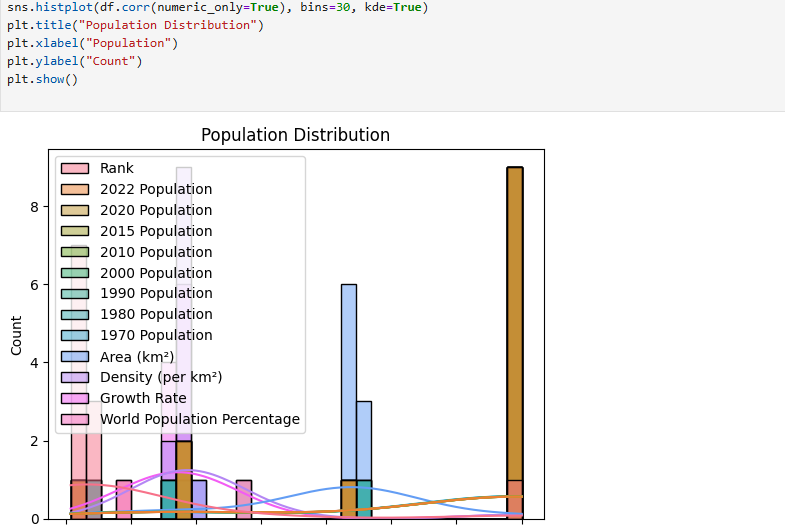 sns.histplot(df.corr(numeric_only=True), bins=30, kde=True)
plt.title("Population Distribution")
plt.xlabel("Population")
plt.ylabel("Count")
plt.show()
Population Distribution
Rank
2022 Population
2020 Population
2015 Population
2010 Population
2000 Population
1990 Population
1980 Population
1970 Population
Area (km²)
Density (per km²)
Growth Rate
World Population Percentage
Count
8
6
4
2
0